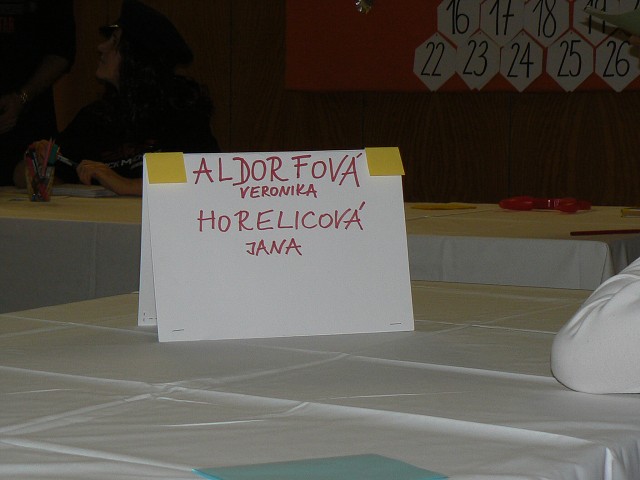 16 17 18
22 23 24 25 26
ALDORFOVÁ
VERONIKA
HORELICOVÁ
JANA